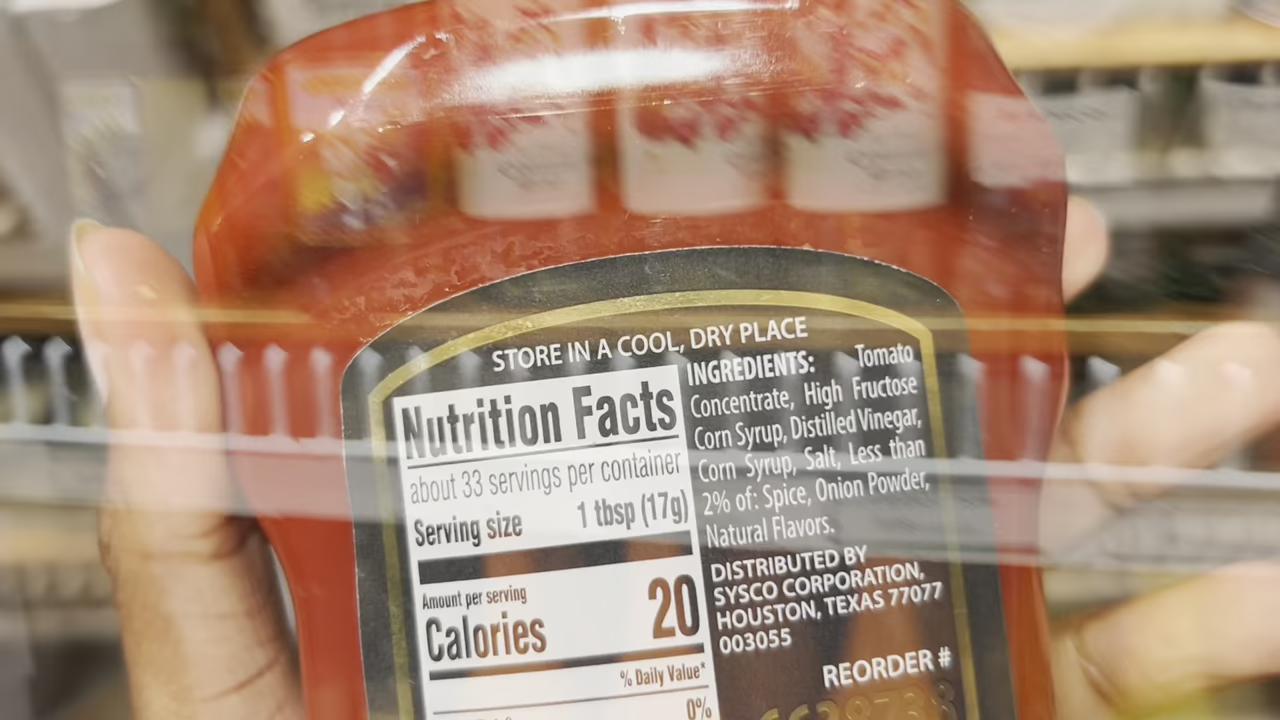 STORE IN A COOL, DRY PLACE
Nutrition Facts
about 33 servings per container
Serving size 1 tbsp (17g)
Amount per serving
Calories 20
% Daily Value*
0%
INGREDIENTS: Tomato
Concentrate, High Fructose
Corn Syrup, Distilled Vinegar,
Corn Syrup, Salt, Less than
2% of: Spice, Onion Powder,
Natural Flavors.
DISTRIBUTED BY
SYSCO CORPORATION,
HOUSTON, TEXAS 77077
003055
REORDER #